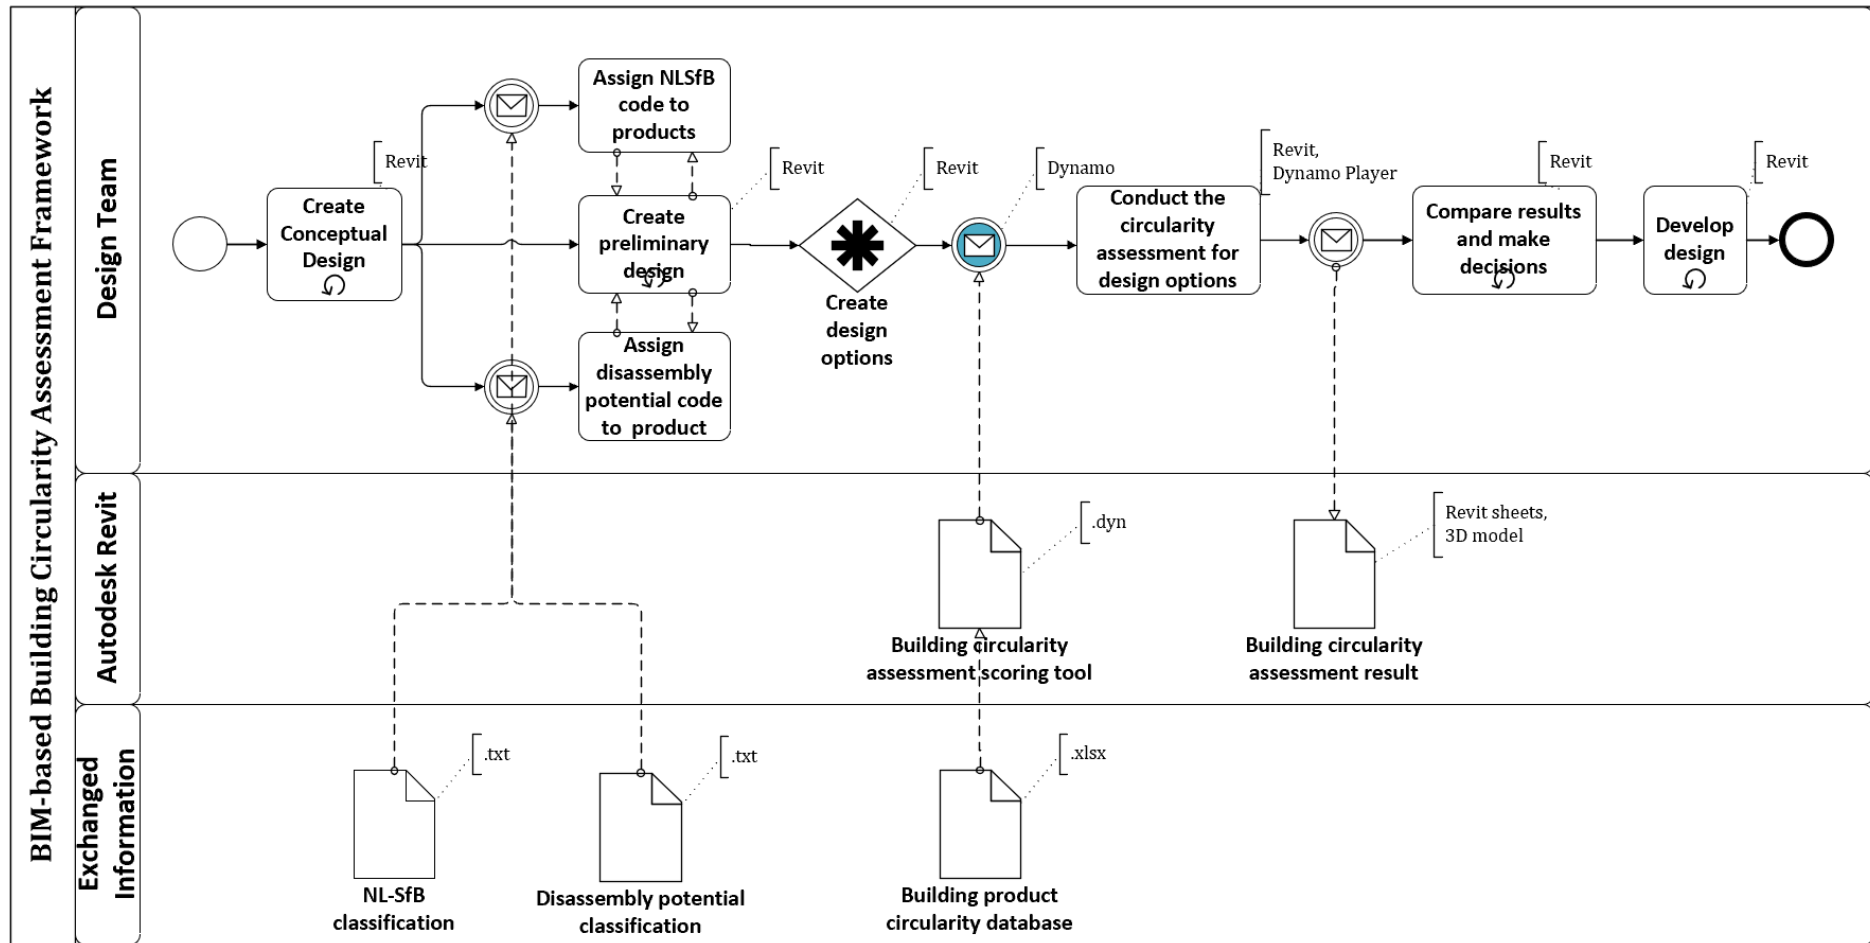 BIM-based Building Circularity Assessment Framework
Design Team
Revit
Create
Conceptual
Design
Assign NLSfB
code to
products
Create
preliminary
design
Revit
Assign
disassembly
potential code
to product
Revit
Create
design
options
Dynamo
Conduct the
circularity
assessment for
design options
Revit,
Dynamo Player
Revit
Compare results
and make
decisions
Revit
Develop
design
Autodesk Revit
.dyn
Building circularity
assessment scoring tool
Revit sheets,
3D model
Building circularity
assessment result
Exchanged
Information
.txt
NL-SfB
classification
.txt
Disassembly potential
classification
.xlsx
Building product
circularity database